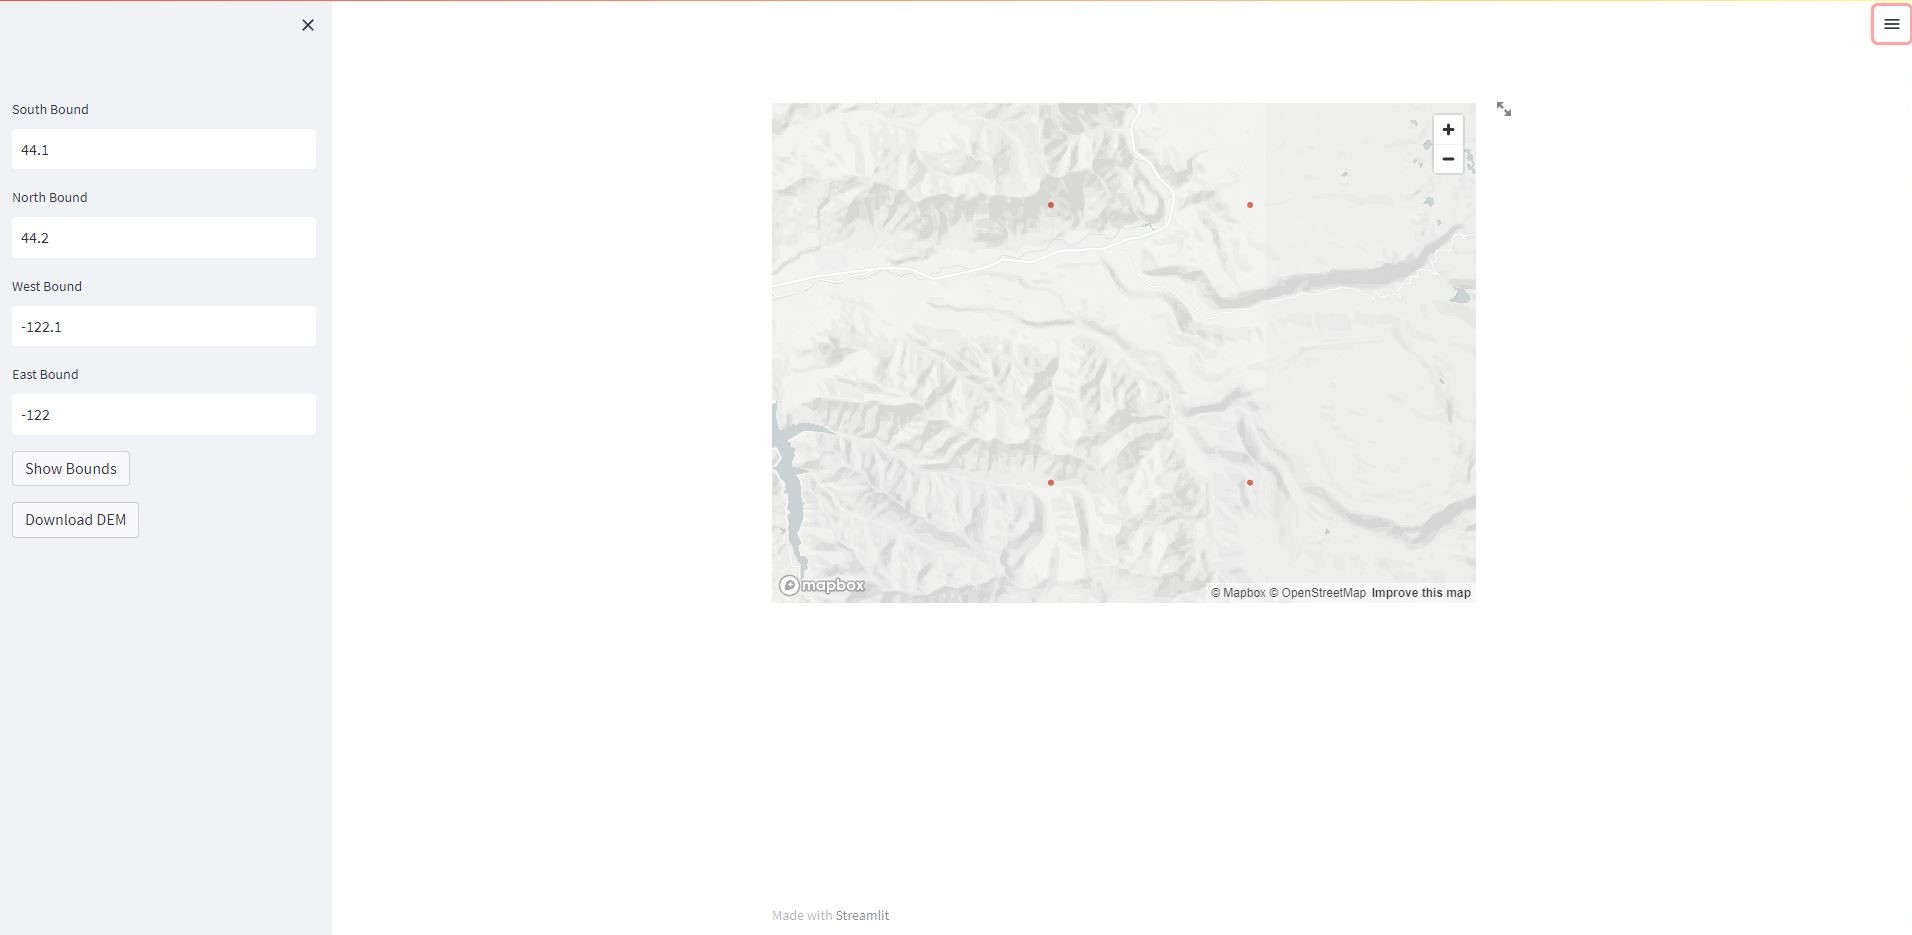 South Bound
44.1
North Bound
44.2
West Bound
-122.1
East Bound
-122
Show Bounds
Download DEM
mapbox
© Mapbox © OpenStreetMap Improve this map
Made with Streamlit